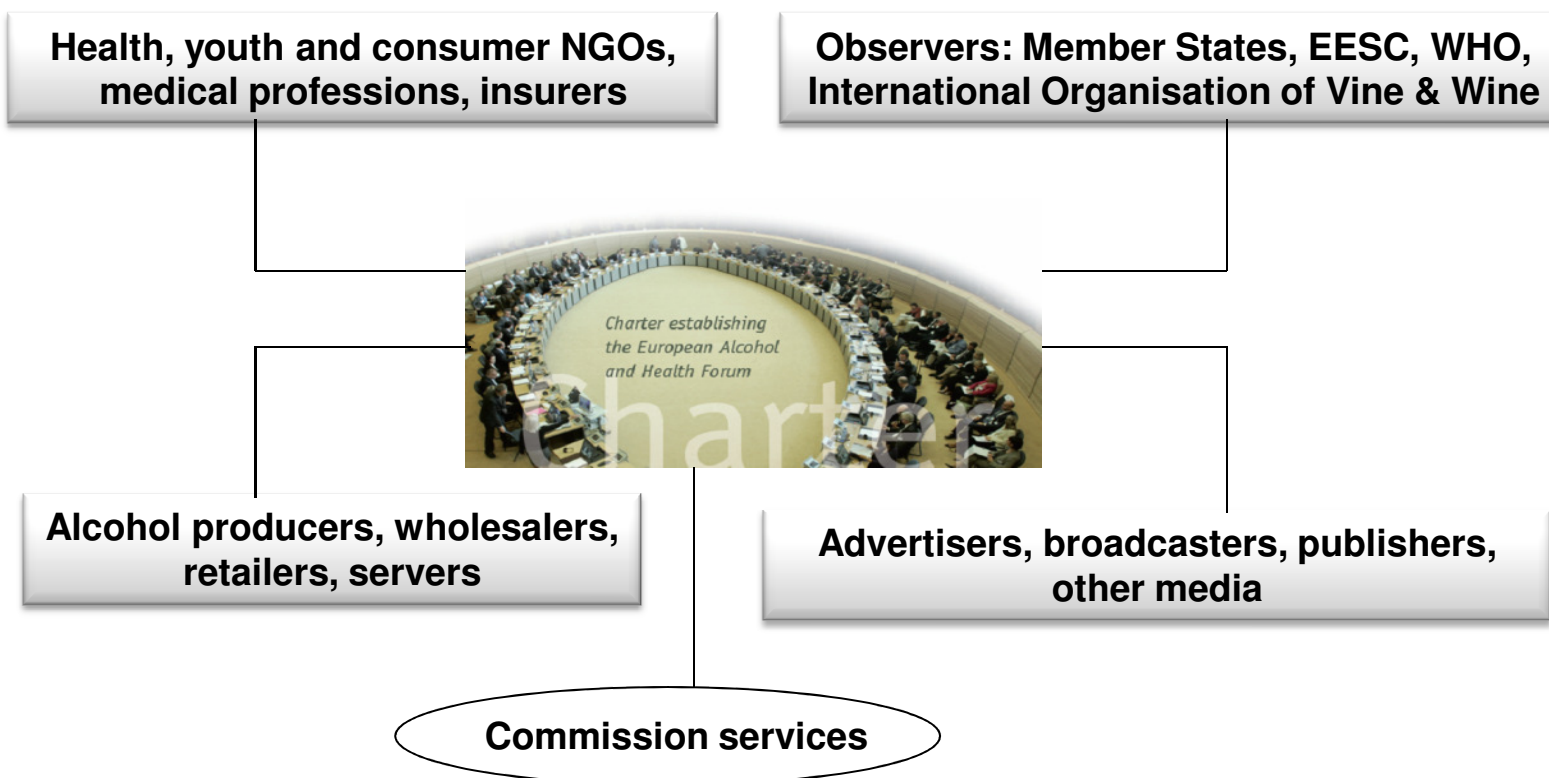 Health, youth and consumer NGOs,
medical professions, insurers
Observers: Member States, EESC, WHO,
International Organisation of Vine & Wine
Charter establishing
the European Alcohol
and Health Forum
Charter
Alcohol producers, wholesalers,
retailers, servers
Advertisers, broadcasters, publishers,
other media
Commission services